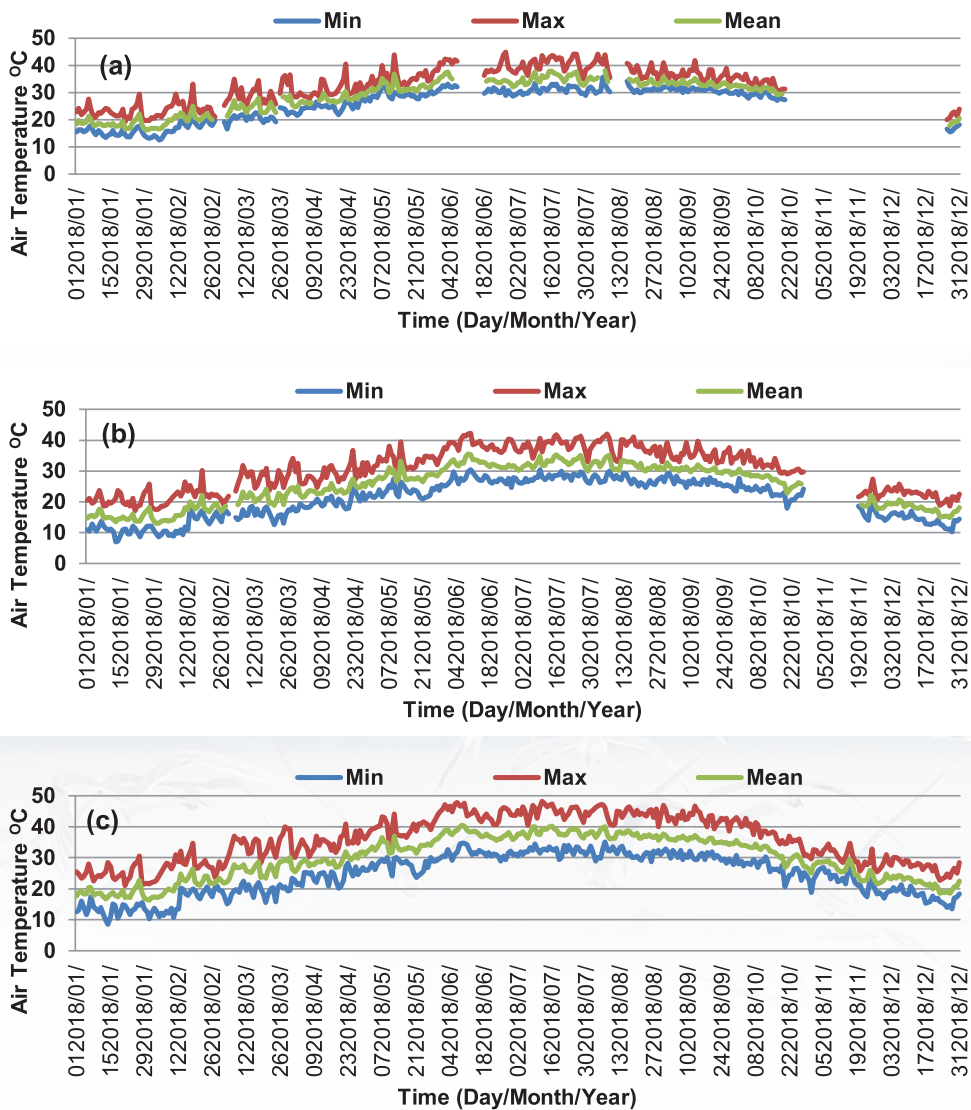 Min Max Mean
50
40
30
20
10
0
Air Temperature ⁰C
(a)
012018/01/ 152018/01/ 292018/01/ 122018/02/ 262018/02/ 122018/03/ 262018/03/ 092018/04/ 232018/04/ 072018/05/ 212018/05/ 042018/06/ 182018/06/ 022018/07/ 162018/07/ 302018/07/ 132018/08/ 272018/08/ 102018/09/ 242018/09/ 082018/10/ 222018/10/ 052018/11/ 192018/11/ 032018/12/ 172018/12/ 312018/12/
Time (Day/Month/Year)
Min Max Mean
50
40
30
20
10
0
Air Temperature ⁰C
(b)
012018/01/ 152018/01/ 292018/01/ 122018/02/ 262018/02/ 122018/03/ 262018/03/ 092018/04/ 232018/04/ 072018/05/ 212018/05/ 042018/06/ 182018/06/ 022018/07/ 162018/07/ 302018/07/ 132018/08/ 272018/08/ 102018/09/ 242018/09/ 082018/10/ 222018/10/ 052018/11/ 192018/11/ 032018/12/ 172018/12/ 312018/12/
Time (Day/Month/Year)
Min Max Mean
50
40
30
20
10
0
Air Temperature ⁰C
(c)
012018/01/ 152018/01/ 292018/01/ 122018/02/ 262018/02/ 122018/03/ 262018/03/ 092018/04/ 232018/04/ 072018/05/ 212018/05/ 042018/06/ 182018/06/ 022018/07/ 162018/07/ 302018/07/ 132018/08/ 272018/08/ 102018/09/ 242018/09/ 082018/10/ 222018/10/ 052018/11/ 192018/11/ 032018/12/ 172018/12/ 312018/12/
Time (Day/Month/Year)